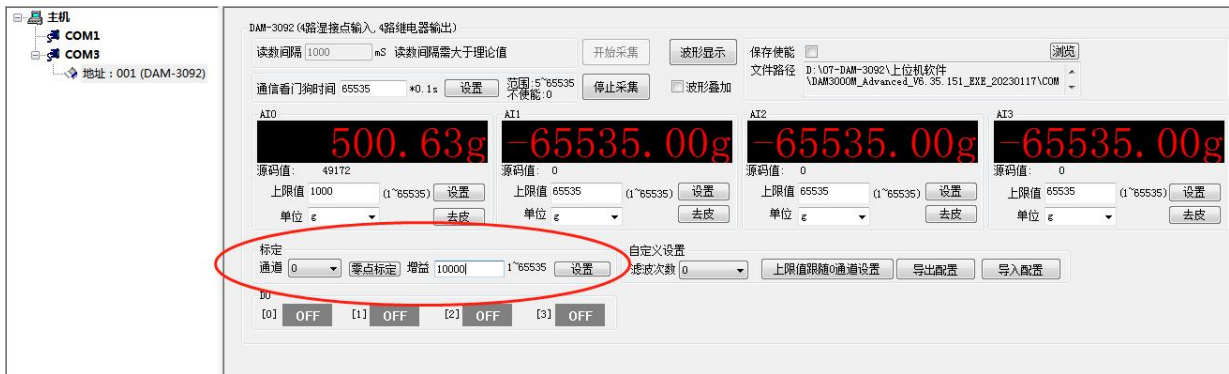 主机
COM1
COM3
地址：001 (DAM-3092)
DAM-3092(4路湿接点输入,4路继电器输出)
读数间隔 1000 mS 读数间隔需大于理论值 开始采集 波形显示 保存使能 浏览
通信看门狗时间 65535 *0.1s 设置 范围:5~65535 不使能:0 停止采集 波形叠加
文件路径 D:\07-DAM-3092\上位机软件
\DAM3000M_Advanced_V6.35.151_EXE_20230117\COM
AI0 AI1 AI2 AI3
500.63g -65535.00g -65535.00g -65535.00g
源码值: 49172 源码值: 0 源码值: 0 源码值: 0
上限值 1000 (1~65535) 设置 上限值 65535 (1~65535) 设置 上限值 65535 (1~65535) 设置 上限值 65535 (1~65535) 设置
单位 g 去皮 单位 g 去皮 单位 g 去皮 单位 g 去皮
标定 自定义设置
通道 0 零点标定 增益 10000 1~65535 设置 滤波次数 0 上限值跟随0通道设置 导出配置 导入配置
DO
[0] OFF [1] OFF [2] OFF [3] OFF